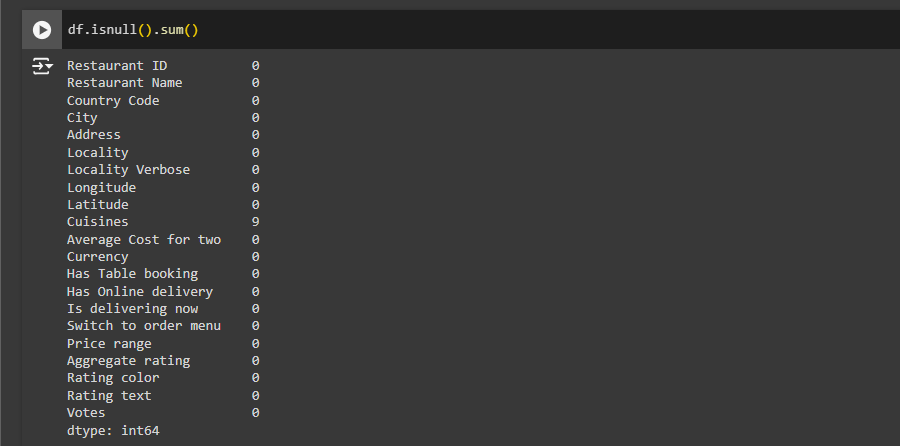 df.isnull().sum()
Restaurant ID 0
Restaurant Name 0
Country Code 0
City 0
Address 0
Locality 0
Locality Verbose 0
Longitude 0
Latitude 0
Cuisines 9
Average Cost for two 0
Currency 0
Has Table booking 0
Has Online delivery 0
Is delivering now 0
Switch to order menu 0
Price range 0
Aggregate rating 0
Rating color 0
Rating text 0
Votes 0
dtype: int64